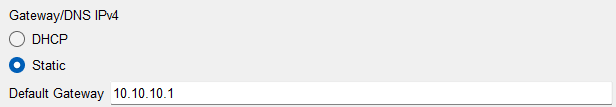 Gateway/DNS IPv4
DHCP
Static
Default Gateway 10.10.10.1